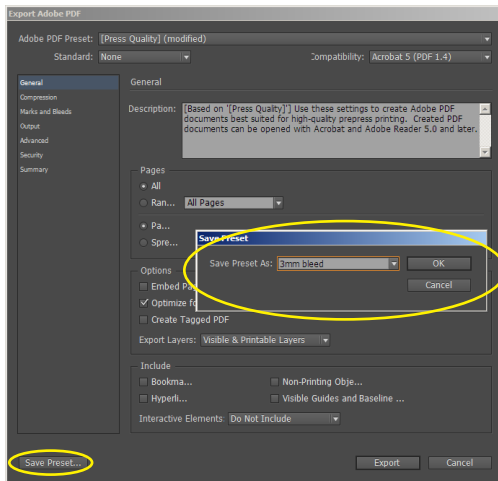 Export Adobe PDF
Adobe PDF Preset: [Press Quality] (modified)
Standard: None
Compatibility: Acrobat 5 (PDF 1.4)
General
Compression
Marks and Bleeds
Output
Advanced
Security
Summary
General
Description: [Based on '[Press Quality]'] Use these settings to create Adobe PDF
documents best suited for high-quality prepress printing. Created PDF
documents can be opened with Acrobat and Adobe Reader 5.0 and later.
Pages
All
Ran... All Pages
Pa...
Spre...
Save Preset
Save Preset As: 3mm bleed
OK
Cancel
Options
Embed Pa
Optimize fo
Create Tagged PDF
Export Layers: Visible & Printable Layers
Include
Bookma... Non-Printing Obje...
Hyperli... Visible Guides and Baseline ...
Interactive Elements: Do Not Include
Save Preset... Export Cancel